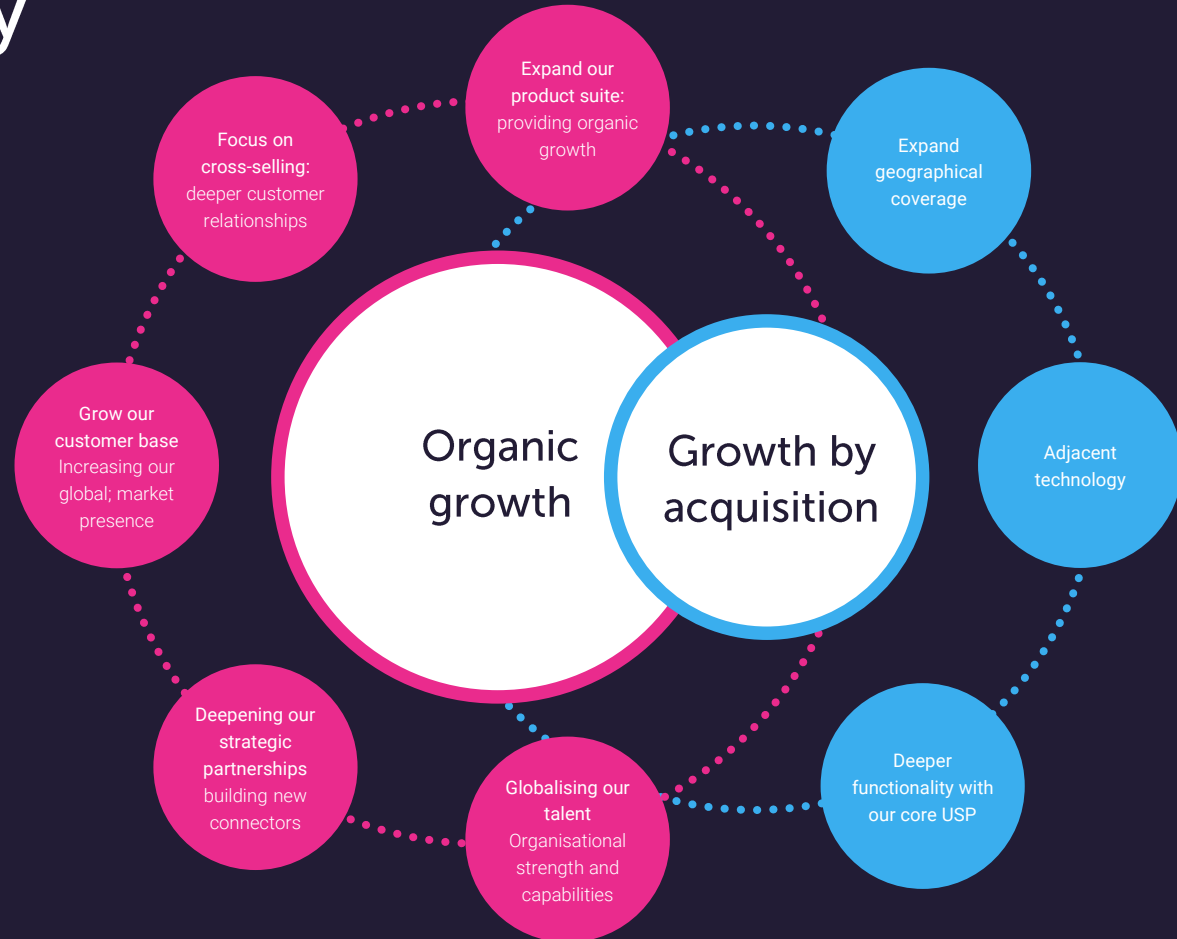 y
Expand our
product suite:
providing organic
growth
Focus on
cross-selling:
deeper customer
relationships
Expand
geographical
coverage
Grow our
customer base
Increasing our
global; market
presence
Organic
growth
Growth by
acquisition
Adjacent
technology
Deepening our
strategic
partnerships
building new
connectors
Globalising our
talent
Organisational
strength and
capabilities
Deeper
functionality with
our core USP